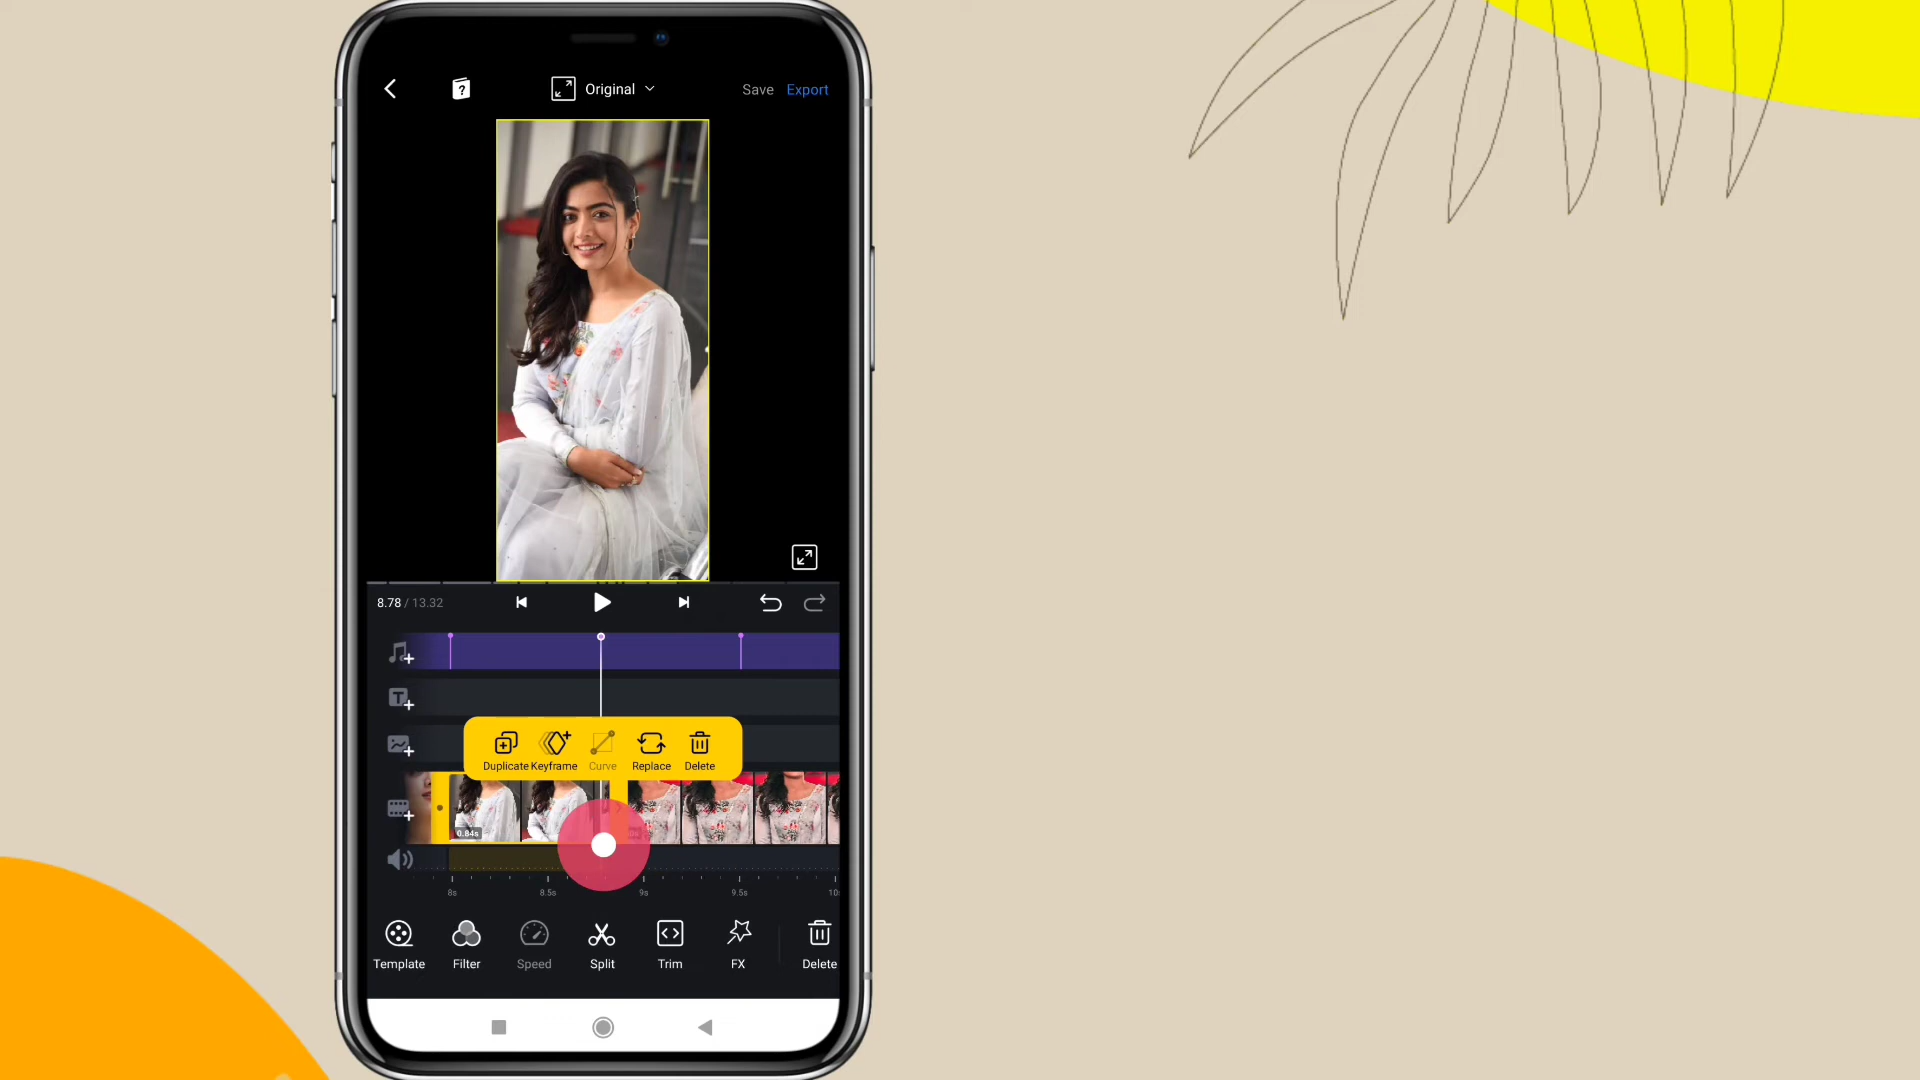 Original
Save Export
8.78 / 13.32
Duplicate Keyframe Curve Replace Delete
0.84s
8s 8.5s 9s 9.5s
Template Filter Speed Split Trim FX Delete